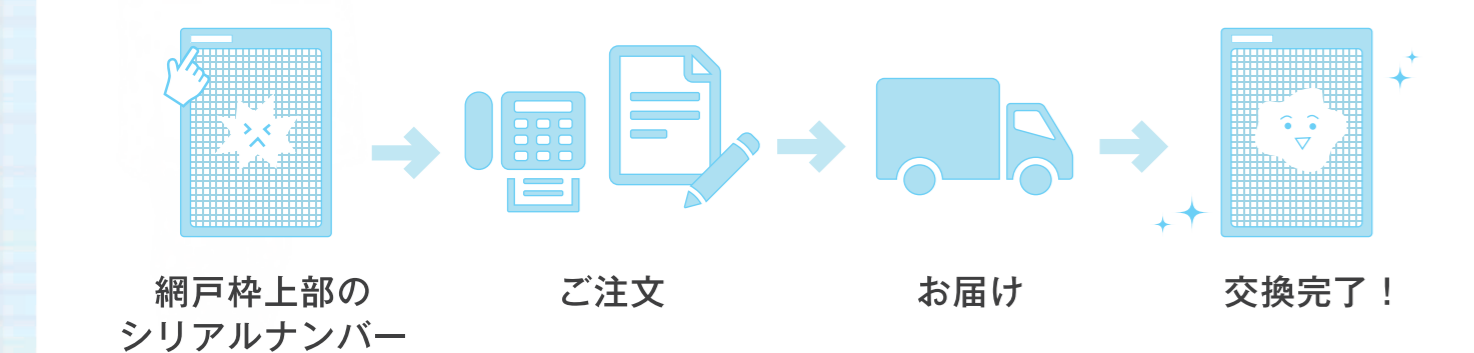 網戸枠上部の
シリアルナンバー
ご注文
お届け
交換完了！